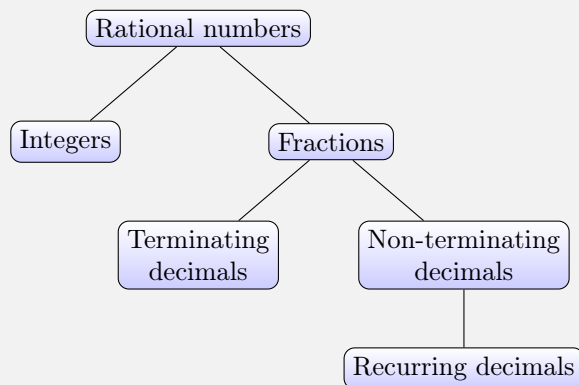 Rational numbers
Integers
Fractions
Terminating
decimals
Non-terminating
decimals
Recurring decimals